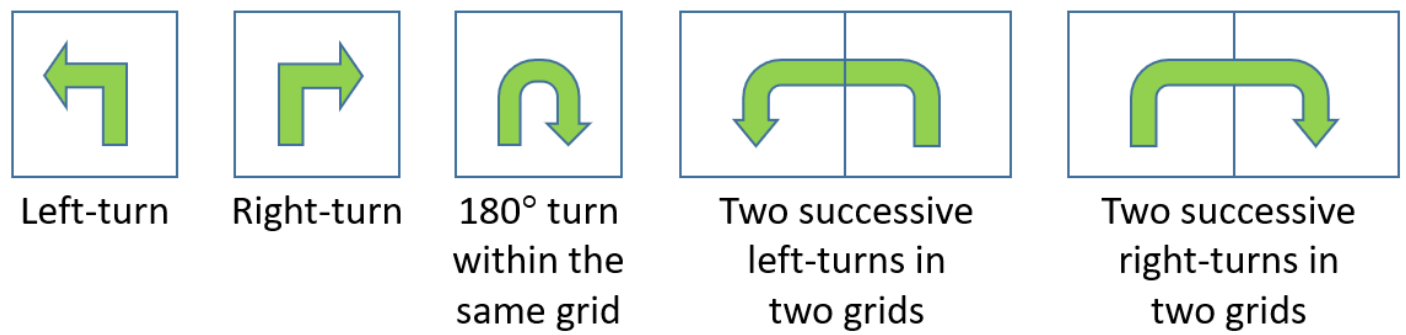 Left-turn
Right-turn
180° turn
within the
same grid
Two successive
left-turns in
two grids
Two successive
right-turns in
two grids